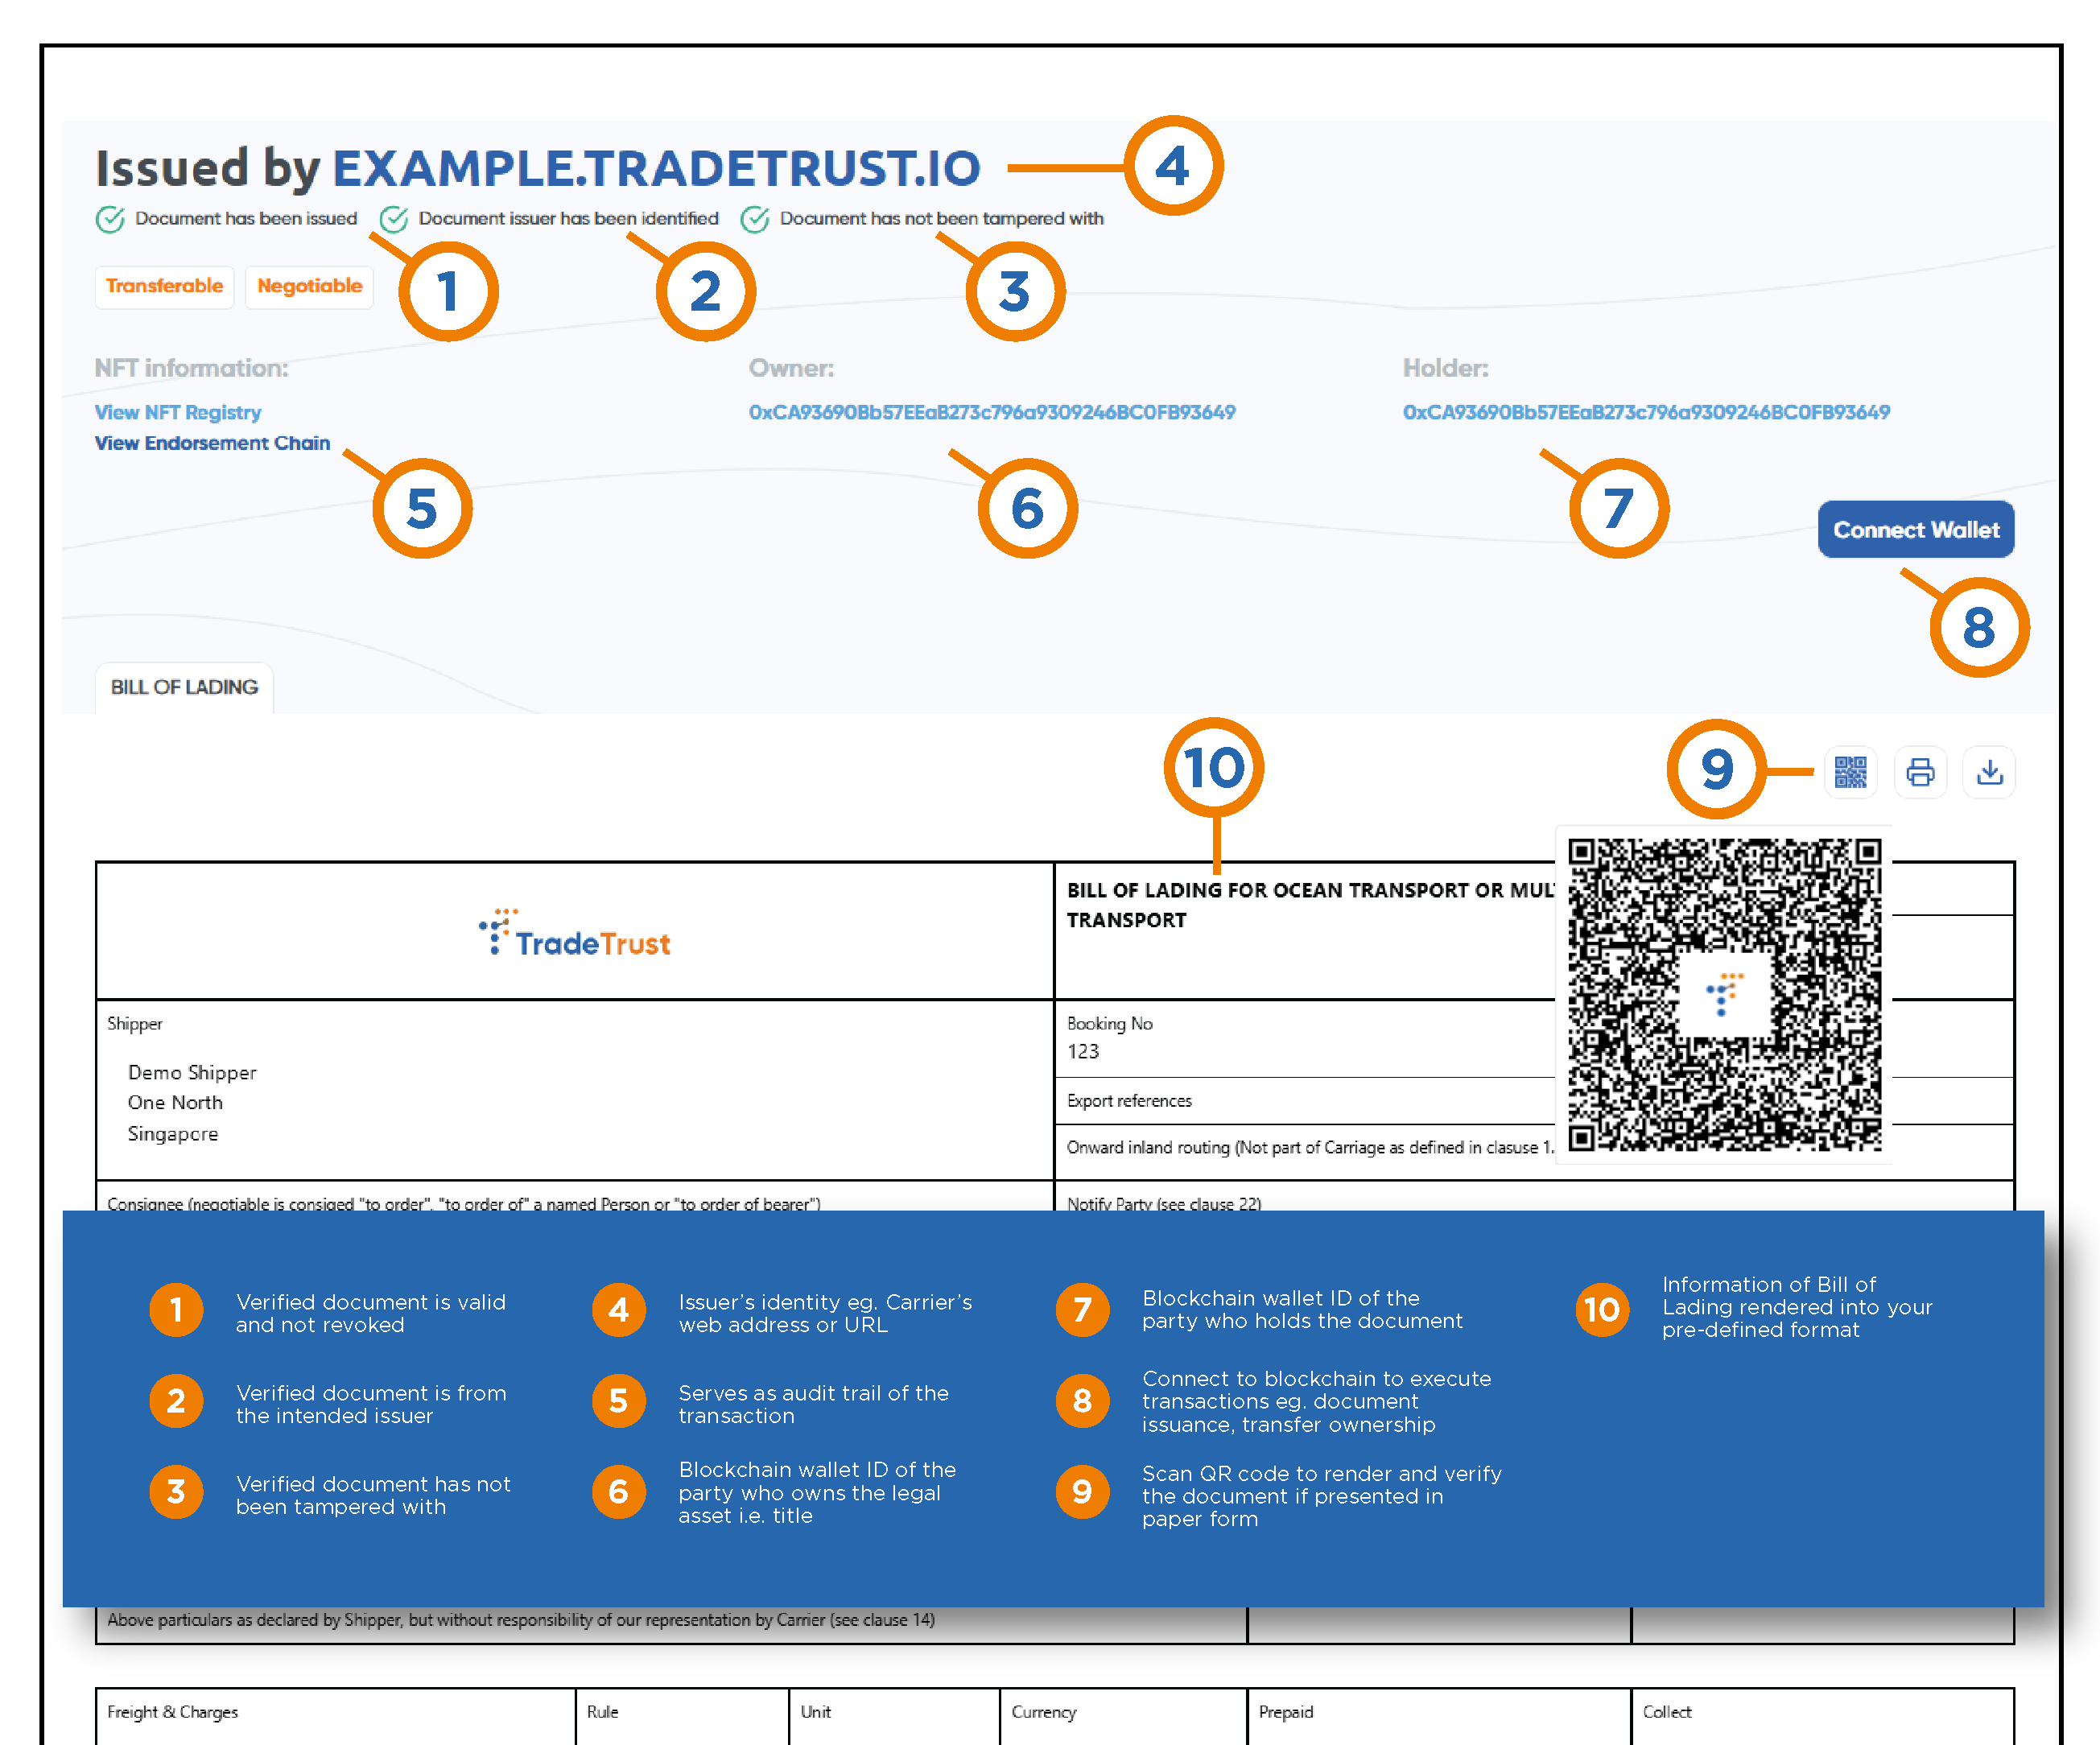 Issued by EXAMPLE.TRADETRUST.IO
4
Document has been issued Document issuer has been identified Document has not been tampered with
Transferable Negotiable
1
2
3
NFT information:
View NFT Registry
View Endorsement Chain
5
Owner:
0xCA93690Bb57EEaB273c796a9309246BC0FB93649
6
Holder:
0xCA93690Bb57EEaB273c796a9309246BC0FB93649
7
Connect Wallet
8
BILL OF LADING
10
9
TradeTrust
BILL OF LADING FOR OCEAN TRANSPORT OR MUL
TRANSPORT
Shipper
Demo Shipper
One North
Singapore
Booking No
123
Export references
Onward inland routing (Not part of Carriage as defined in clasuse 1.
Consignee (negotiable is consigned "to order", "to order of" a named Person or "to order of bearer")
Notify Party (see clause 22)
1 Verified document is valid
and not revoked
2 Verified document is from
the intended issuer
3 Verified document has not
been tampered with
4 Issuer's identity eg. Carrier's
web address or URL
5 Serves as audit trail of the
transaction
6 Blockchain wallet ID of the
party who owns the legal
asset i.e. title
7 Blockchain wallet ID of the
party who holds the document
8 Connect to blockchain to execute
transactions eg. document
issuance, transfer ownership
9 Scan QR code to render and verify
the document if presented in
paper form
10 Information of Bill of
Lading rendered into your
pre-defined format
Above particulars as declared by Shipper, but without responsibility of our representation by Carrier (see clause 14)
Freight & Charges Rule Unit Currency Prepaid Collect